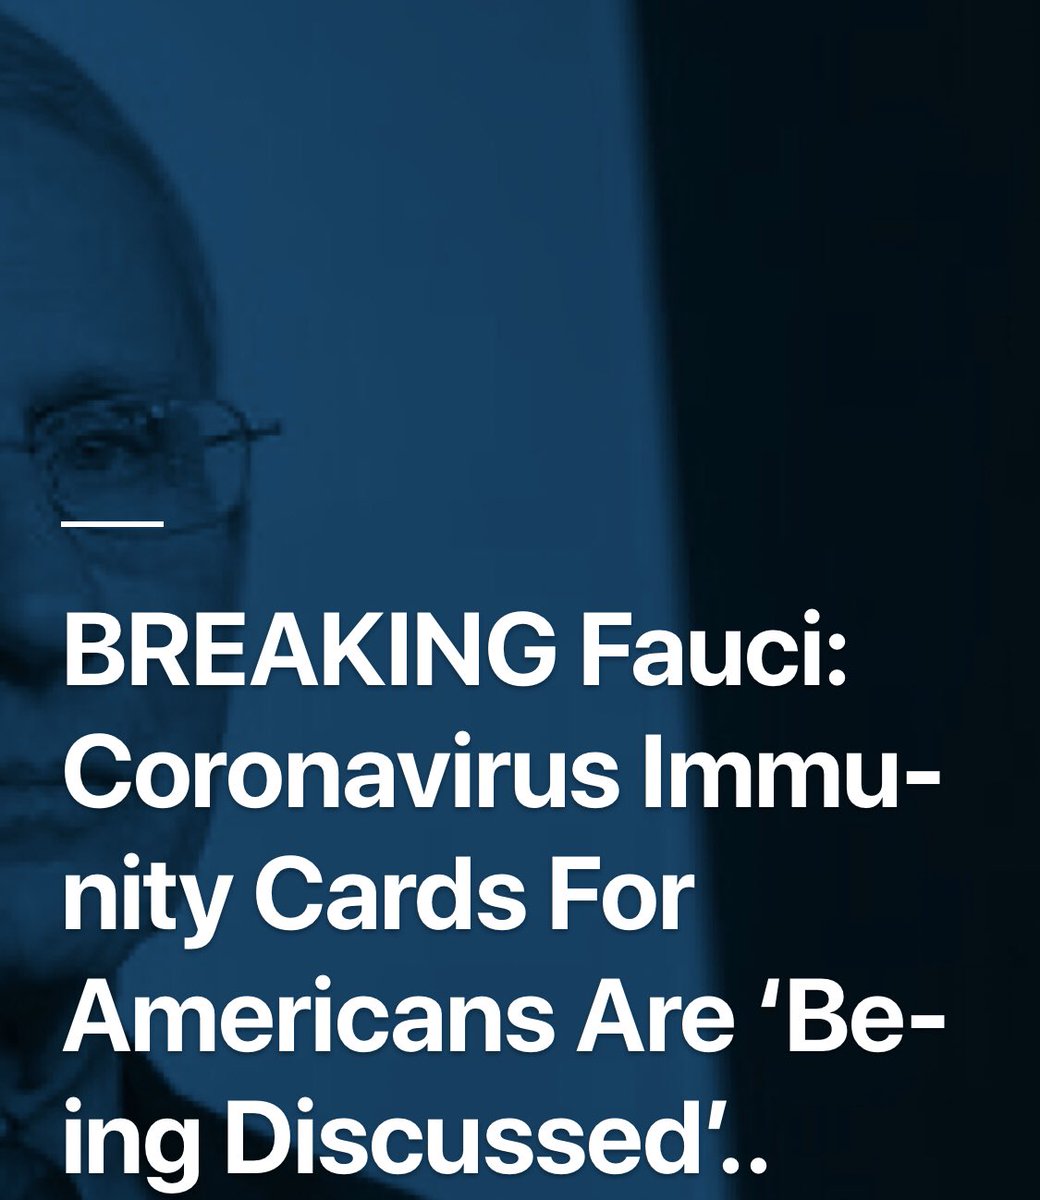 BREAKING Fauci:
Coronavirus Immu-
nity Cards For
Americans Are ‘Be-
ing Discussed’..